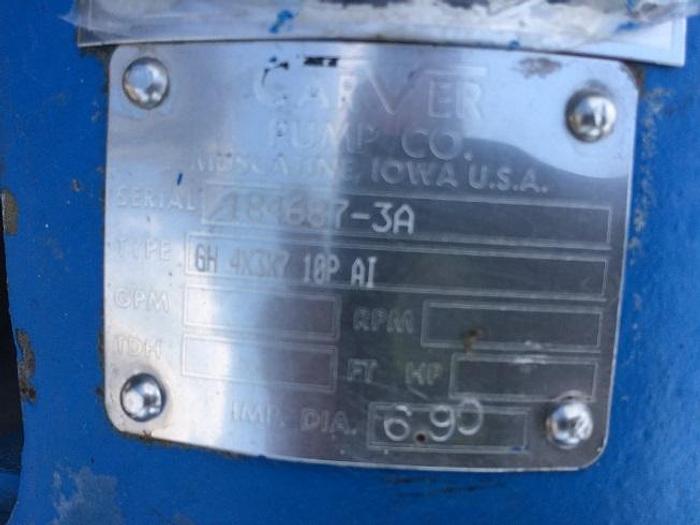 CARVER
PUMP CO.
MUSCATINE, IOWA U.S.A.
SERIAL 184687-3A
TYPE GH 4X3X7 10P AI
GPM RPM
TDH FT HP
IMP. DIA. 6.90